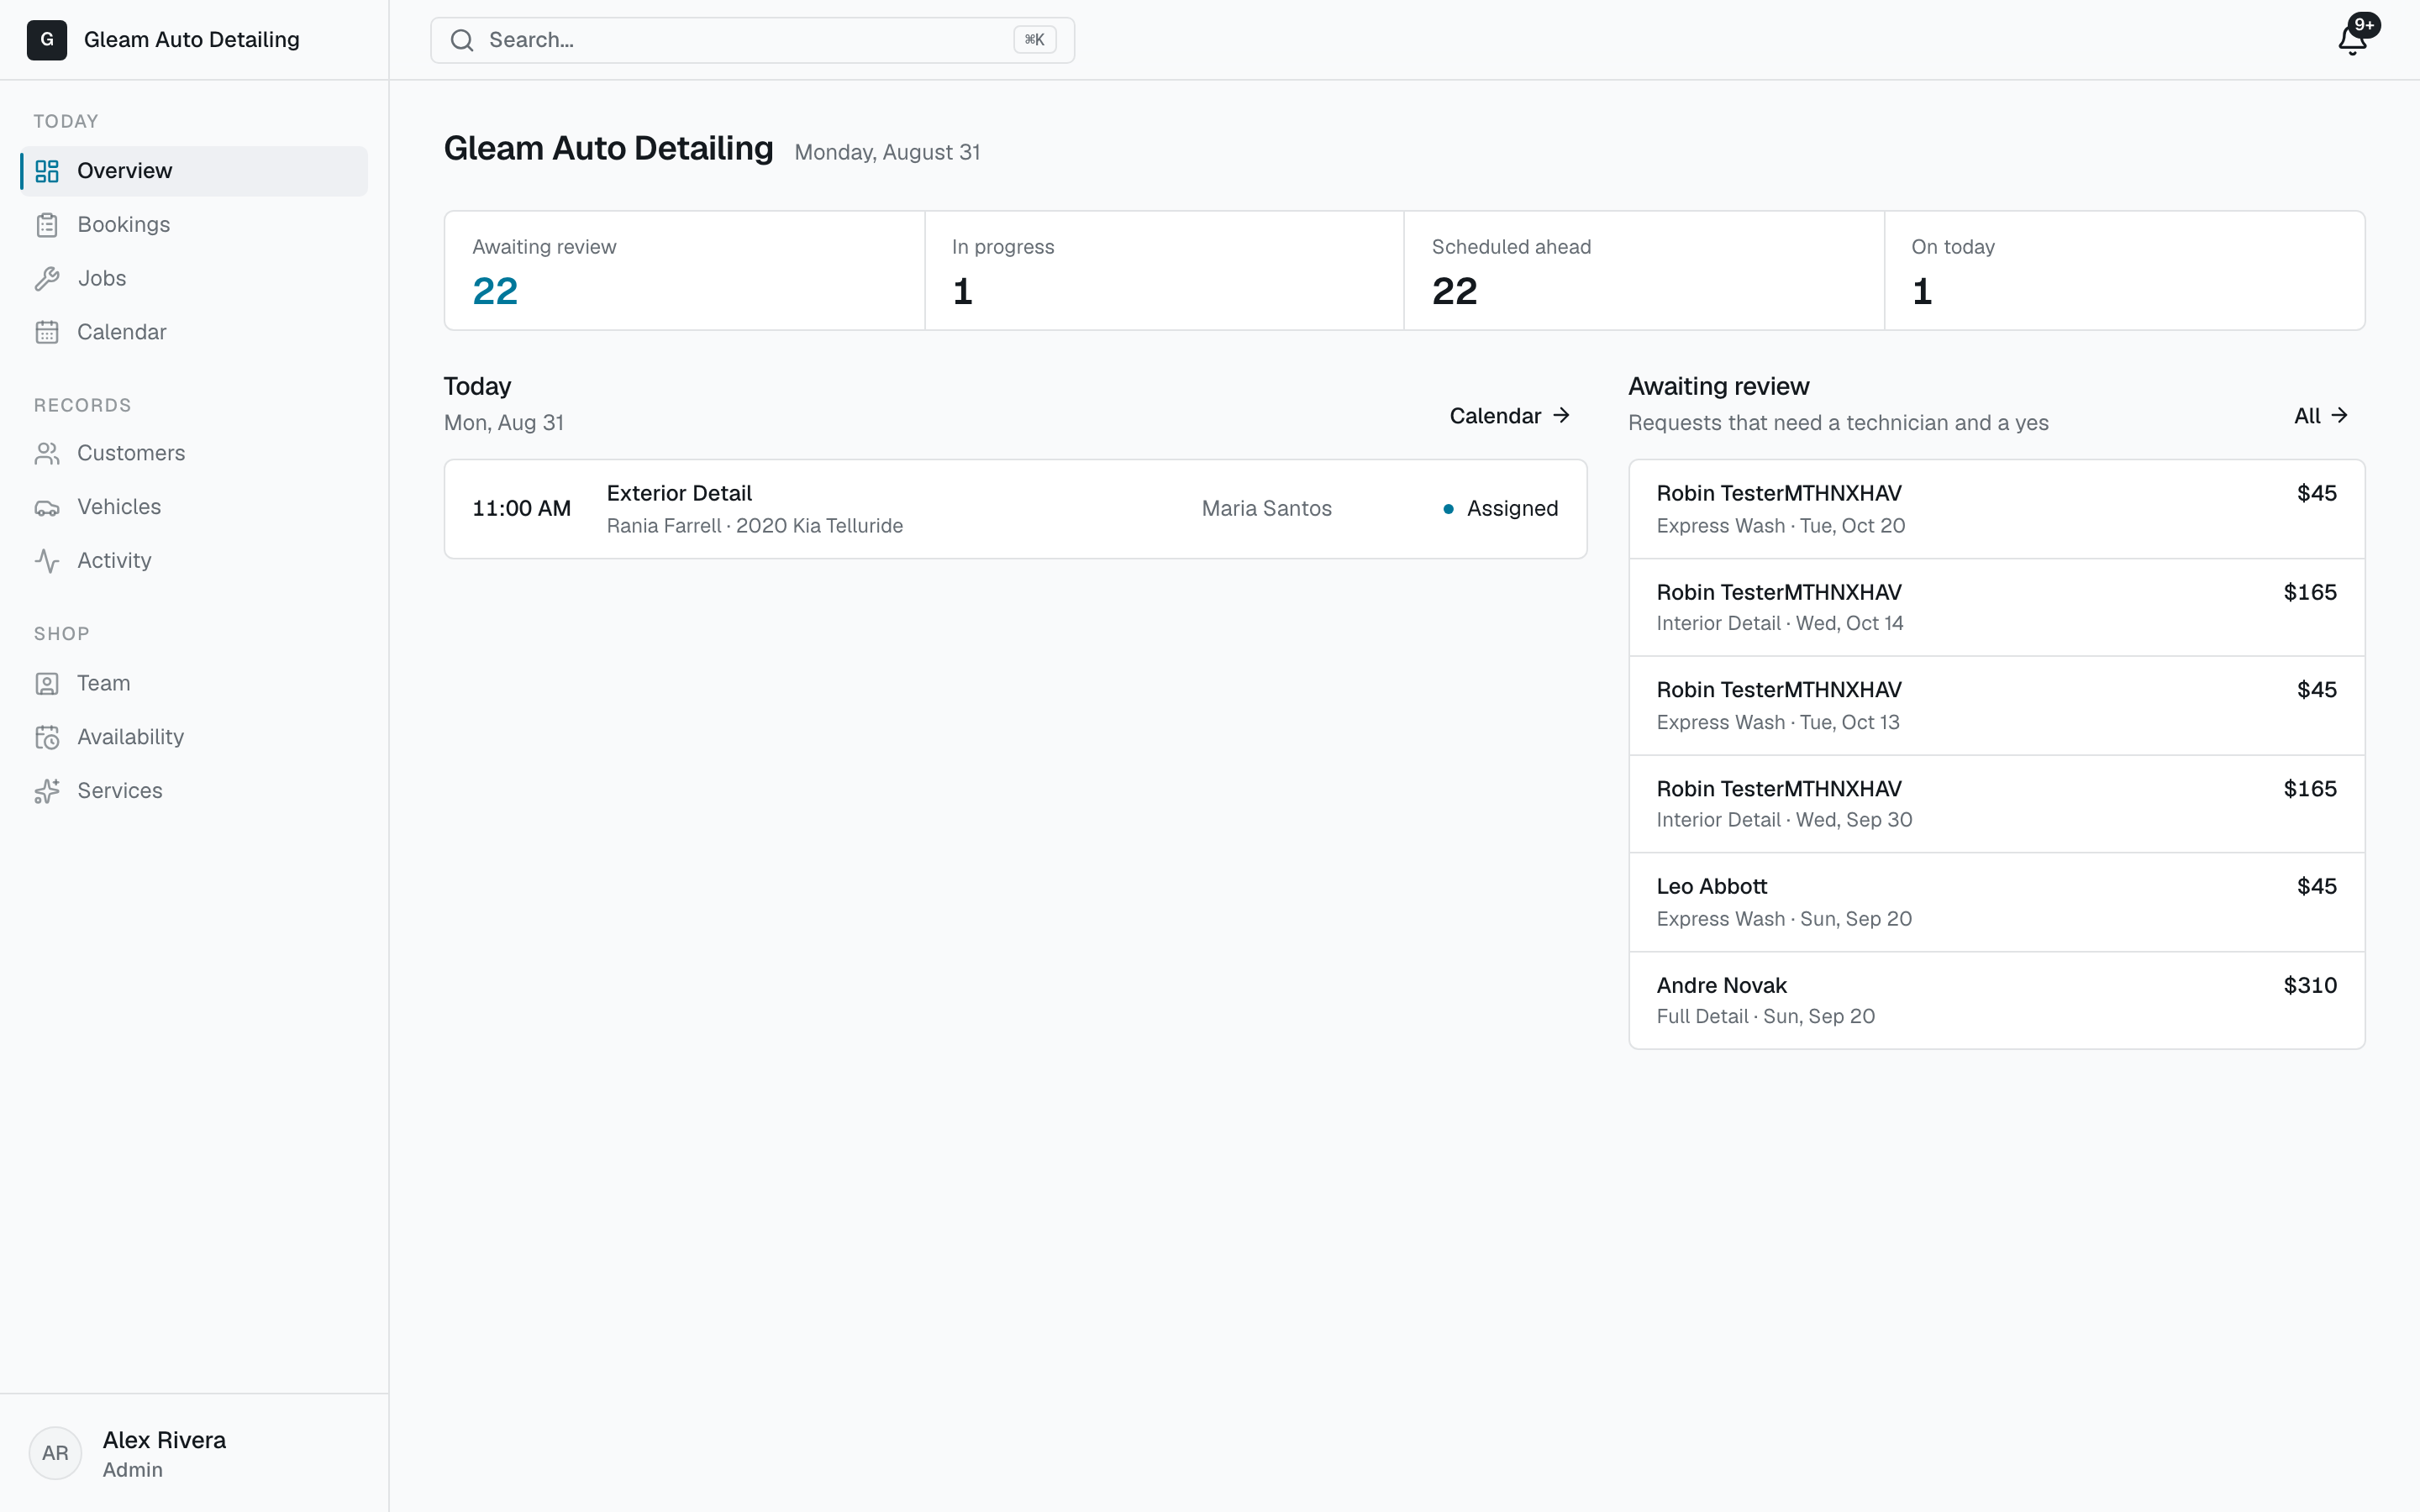 G Gleam Auto Detailing
Search... ⌘K
9+
TODAY
Overview
Bookings
Jobs
Calendar
RECORDS
Customers
Vehicles
Activity
SHOP
Team
Availability
Services
AR
Alex Rivera
Admin
Gleam Auto Detailing Monday, August 31
Awaiting review
22
In progress
1
Scheduled ahead
22
On today
1
Today
Mon, Aug 31
Calendar →
11:00 AM
Exterior Detail
Rania Farrell · 2020 Kia Telluride
Maria Santos
Assigned
Awaiting review
Requests that need a technician and a yes
All →
Robin TesterMTHNXHAV $45
Express Wash · Tue, Oct 20
Robin TesterMTHNXHAV $165
Interior Detail · Wed, Oct 14
Robin TesterMTHNXHAV $45
Express Wash · Tue, Oct 13
Robin TesterMTHNXHAV $165
Interior Detail · Wed, Sep 30
Leo Abbott $45
Express Wash · Sun, Sep 20
Andre Novak $310
Full Detail · Sun, Sep 20